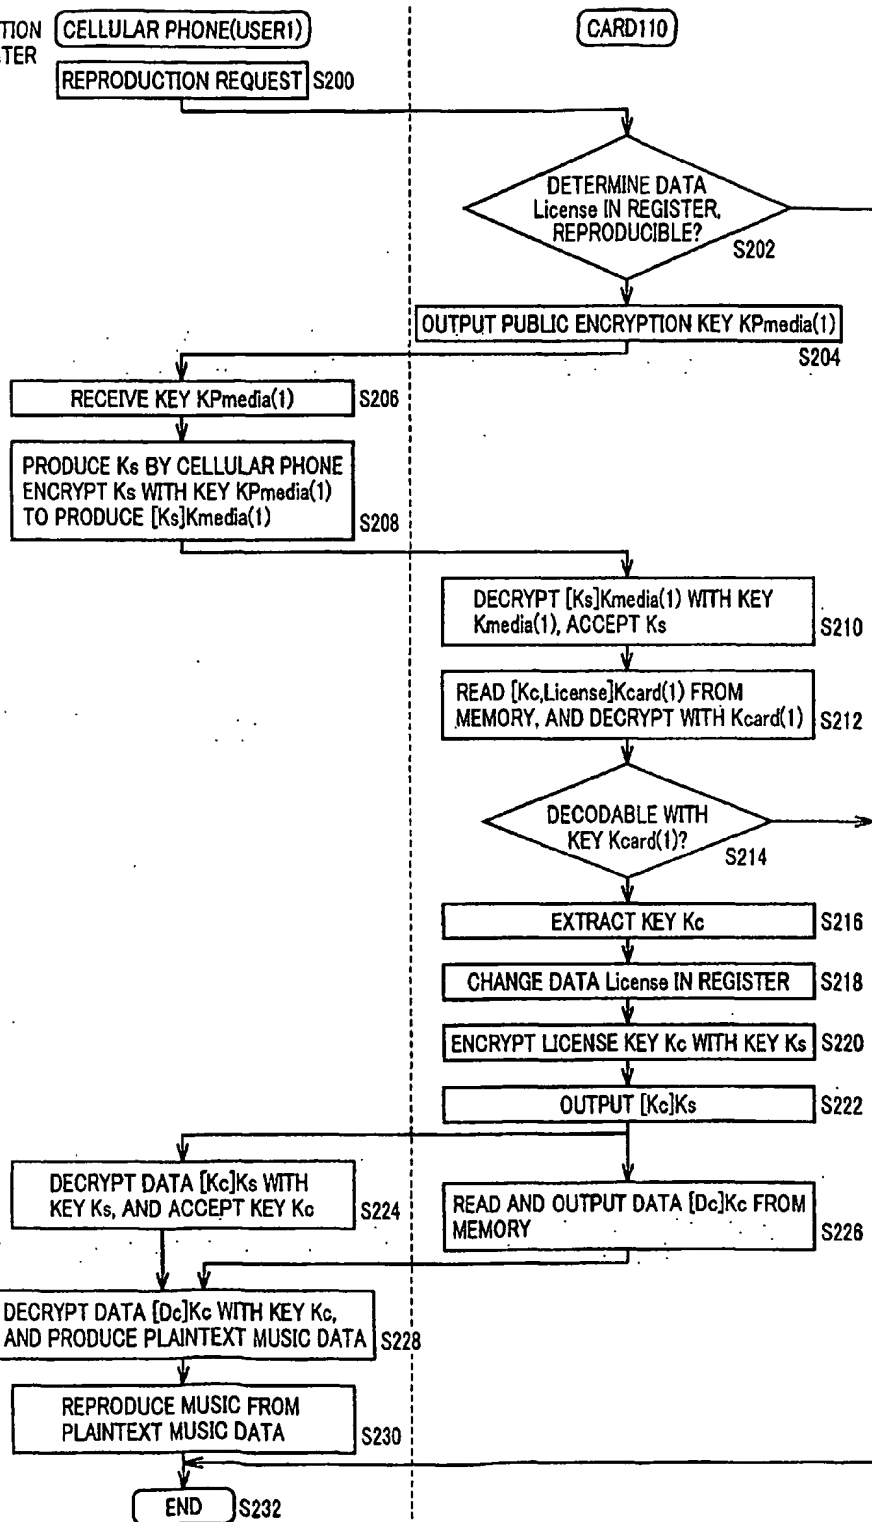 TION
TER
CELLULAR PHONE(USER1)
CARD110
REPRODUCTION REQUEST
S200
DETERMINE DATA
License IN REGISTER,
REPRODUCIBLE?
S202
OUTPUT PUBLIC ENCRYPTION KEY KPmedia(1)
S204
RECEIVE KEY KPmedia(1)
S206
PRODUCE Ks BY CELLULAR PHONE
ENCRYPT Ks WITH KEY KPmedia(1)
TO PRODUCE [Ks]Kmedia(1)
S208
DECRYPT [Ks]Kmedia(1) WITH KEY
Kmedia(1), ACCEPT Ks
S210
READ [Kc,License]Kcard(1) FROM
MEMORY, AND DECRYPT WITH Kcard(1)
S212
DECODABLE WITH
KEY Kcard(1)?
S214
EXTRACT KEY Kc
S216
CHANGE DATA License IN REGISTER
S218
ENCRYPT LICENSE KEY Kc WITH KEY Ks
S220
OUTPUT [Kc]Ks
S222
DECRYPT DATA [Kc]Ks WITH
KEY Ks, AND ACCEPT KEY Kc
S224
READ AND OUTPUT DATA [Dc]Kc FROM
MEMORY
S226
DECRYPT DATA [Dc]Kc WITH KEY Kc,
AND PRODUCE PLAINTEXT MUSIC DATA
S228
REPRODUCE MUSIC FROM
PLAINTEXT MUSIC DATA
S230
END
S232